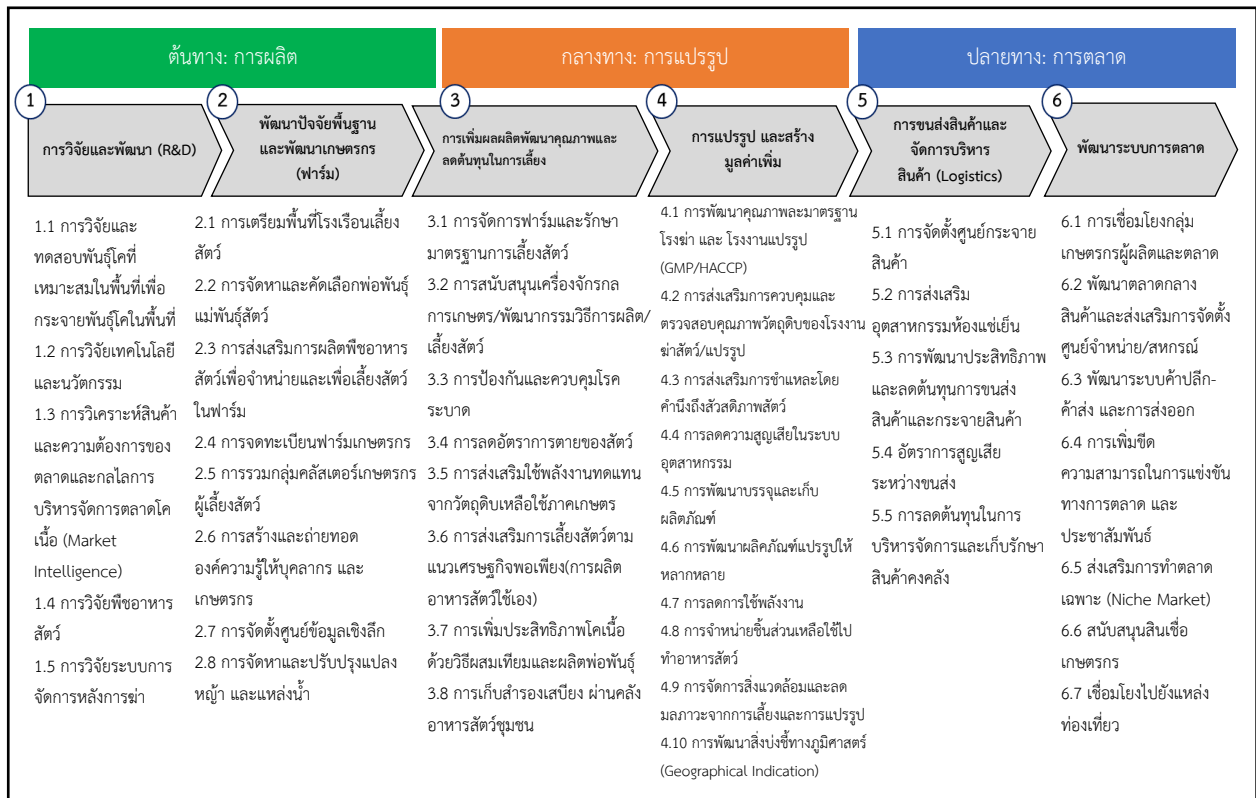 ต้นทาง: การผลิต
กลางทาง: การแปรรูป
ปลายทาง: การตลาด
1
การวิจัยและพัฒนา (R&D)
2
พัฒนาปัจจัยพื้นฐาน
และพัฒนาเกษตรกร
(ฟาร์ม)
3
การเพิ่มผลผลิตพัฒนาคุณภาพและ
ลดต้นทุนในการเลี้ยง
4
การแปรรูป และสร้าง
มูลค่าเพิ่ม
5
การขนส่งสินค้าและ
จัดการบริหาร
สินค้า (Logistics)
6
พัฒนาระบบการตลาด
1.1 การวิจัยและ
ทดสอบพันธุ์โคที่
เหมาะสมในพื้นที่เพื่อ
กระจายพันธุ์โคในพื้นที่
1.2 การวิจัยเทคโนโลยี
และนวัตกรรม
1.3 การวิเคราะห์สินค้า
และความต้องการของ
ตลาดและกลไลการ
บริหารจัดการตลาดโค
เนื้อ (Market
Intelligence)
1.4 การวิจัยพืชอาหาร
สัตว์
1.5 การวิจัยระบบการ
จัดการหลังการฆ่า
2.1 การเตรียมพื้นที่โรงเรือนเลี้ยง
สัตว์
2.2 การจัดหาและคัดเลือกพ่อพันธุ์
แม่พันธุ์สัตว์
2.3 การส่งเสริมการผลิตพืชอาหาร
สัตว์เพื่อจำหน่ายและเพื่อเลี้ยงสัตว์
ในฟาร์ม
2.4 การจดทะเบียนฟาร์มเกษตรกร
2.5 การรวมกลุ่มคลัสเตอร์เกษตรกร
ผู้เลี้ยงสัตว์
2.6 การสร้างและถ่ายทอด
องค์ความรู้ให้บุคลากร และ
เกษตรกร
2.7 การจัดตั้งศูนย์ข้อมูลเชิงลึก
2.8 การจัดหาและปรับปรุงแปลง
หญ้า และแหล่งน้ำ
3.1 การจัดการฟาร์มและรักษา
มาตรฐานการเลี้ยงสัตว์
3.2 การสนับสนุนเครื่องจักรกล
การเกษตร/พัฒนากรรมวิธีการผลิต/
เลี้ยงสัตว์
3.3 การป้องกันและควบคุมโรค
ระบาด
3.4 การลดอัตราการตายของสัตว์
3.5 การส่งเสริมใช้พลังงานทดแทน
จากวัตถุดิบเหลือใช้ภาคเกษตร
3.6 การส่งเสริมการเลี้ยงสัตว์ตาม
แนวเศรษฐกิจพอเพียง(การผลิต
อาหารสัตว์ใช้เอง)
3.7 การเพิ่มประสิทธิภาพโคเนื้อ
ด้วยวิธีผสมเทียมและผลิตพ่อพันธุ์
3.8 การเก็บสำรองเสบียง ผ่านคลัง
อาหารสัตว์ชุมชน
4.1 การพัฒนาคุณภาพละมาตรฐาน
โรงฆ่า และ โรงงานแปรรูป
(GMP/HACCP)
4.2 การส่งเสริมการควบคุมและ
ตรวจสอบคุณภาพวัตถุดิบของโรงงาน
ฆ่าสัตว์/แปรรูป
4.3 การส่งเสริมการชำแหละโดย
คำนึงถึงสัวสดิภาพสัตว์
4.4 การลดความสูญเสียในระบบ
อุตสาหกรรม
4.5 การพัฒนาบรรจุและเก็บ
ผลิตภัณฑ์
4.6 การพัฒนาผลิคภัณฑ์แปรรูปให้
หลากหลาย
4.7 การลดการใช้พลังงาน
4.8 การจำหน่ายชิ้นส่วนเหลือใช้ไป
ทำอาหารสัตว์
4.9 การจัดการสิ่งแวดล้อมและลด
มลภาวะจากการเลี้ยงและการแปรรูป
4.10 การพัฒนาสิ่งบ่งชี้ทางภูมิศาสตร์
(Geographical Indication)
5.1 การจัดตั้งศูนย์กระจาย
สินค้า
5.2 การส่งเสริม
อุตสาหกรรมห้องแช่เย็น
5.3 การพัฒนาประสิทธิภาพ
และลดต้นทุนการขนส่ง
สินค้าและกระจายสินค้า
5.4 อัตราการสูญเสีย
ระหว่างขนส่ง
5.5 การลดต้นทุนในการ
บริหารจัดการและเก็บรักษา
สินค้าคงคลัง
6.1 การเชื่อมโยงกลุ่ม
เกษตรกรผู้ผลิตและตลาด
6.2 พัฒนาตลาดกลาง
สินค้าและส่งเสริมการจัดตั้ง
ศูนย์จำหน่าย/สหกรณ์
6.3 พัฒนาระบบค้าปลีก-
ค้าส่ง และการส่งออก
6.4 การเพิ่มขีด
ความสามารถในการแข่งขัน
ทางการตลาด และ
ประชาสัมพันธ์
6.5 ส่งเสริมการทำตลาด
เฉพาะ (Niche Market)
6.6 สนับสนุนสินเชื่อ
เกษตรกร
6.7 เชื่อมโยงไปยังแหล่ง
ท่องเที่ยว